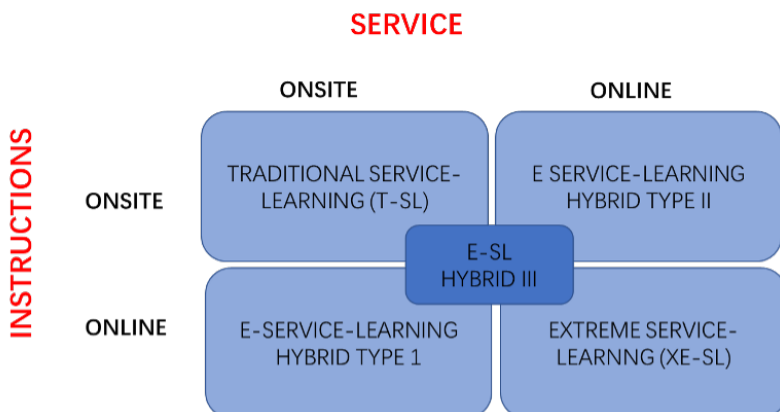 SERVICE
ONSITE
ONLINE
INSTRUCTIONS
ONSITE
TRADITIONAL SERVICE-
LEARNING (T-SL)
E SERVICE-LEARNING
HYBRID TYPE II
E-SL
HYBRID III
ONLINE
E-SERVICE-LEARNING
HYBRID TYPE 1
EXTREME SERVICE-
LEARNNG (XE-SL)